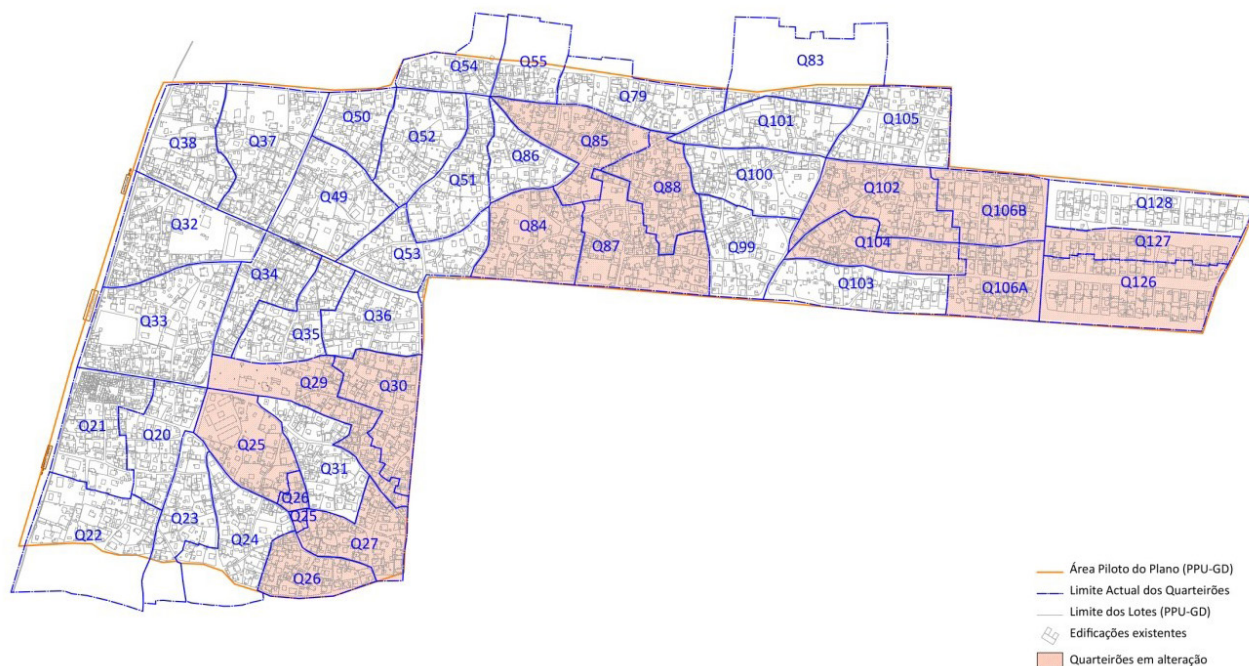 Q83
Q54
Q55
Q79
Q50
Q101
Q105
Q38
Q37
Q52
Q85
Q86
Q51
Q100
Q88
Q102
Q49
Q106B
Q128
Q32
Q84
Q87
Q99
Q104
Q127
Q53
Q34
Q103
Q106A
Q126
Q33
Q35
Q36
Q29
Q30
Q21
Q20
Q25
Q31
Q26
Q25
Q23
Q22
Q24
Q27
Q26
Área Piloto do Plano (PPU-GD)
Limite Actual dos Quarteirões
Limite dos Lotes (PPU-GD)
Edificações existentes
Quarteirões em alteração